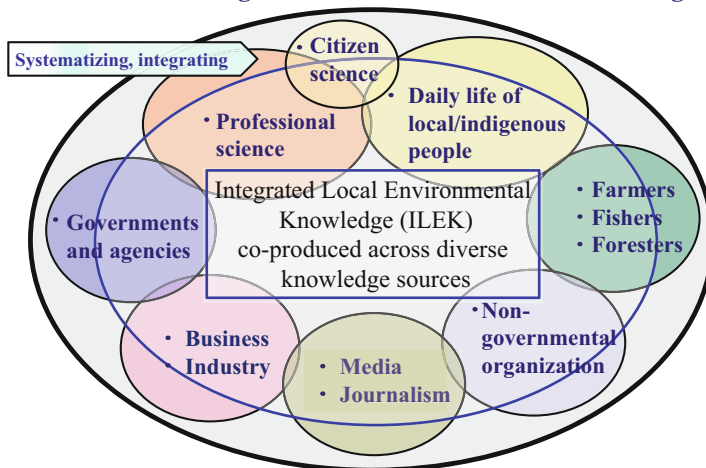 Systematizing, integrating
· Citizen
science
· Daily life of
local/indigenous
people
· Professional
science
Integrated Local Environmental
Knowledge (ILEK)
co-produced across diverse
knowledge sources
· Farmers
· Fishers
· Foresters
· Governments
and agencies
· Non-
governmental
organization
· Business
· Industry
· Media
· Journalism